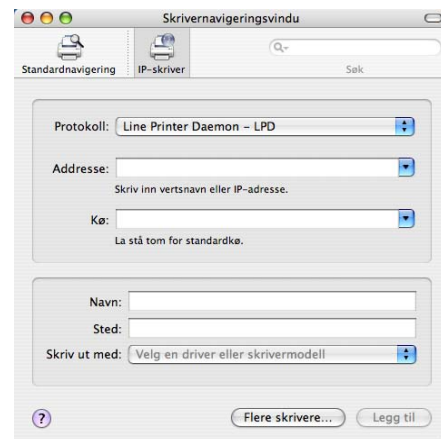 Skrivernavigeringsvindu
Standardnavigering IP-skriver Søk
Protokoll: Line Printer Daemon – LPD
Addresse:
Skriv inn vertsnavn eller IP-adresse.
Kø:
La stå tom for standardkø.
Navn:
Sted:
Skriv ut med: Velg en driver eller skrivermodell
? Flere skrivere... Legg til